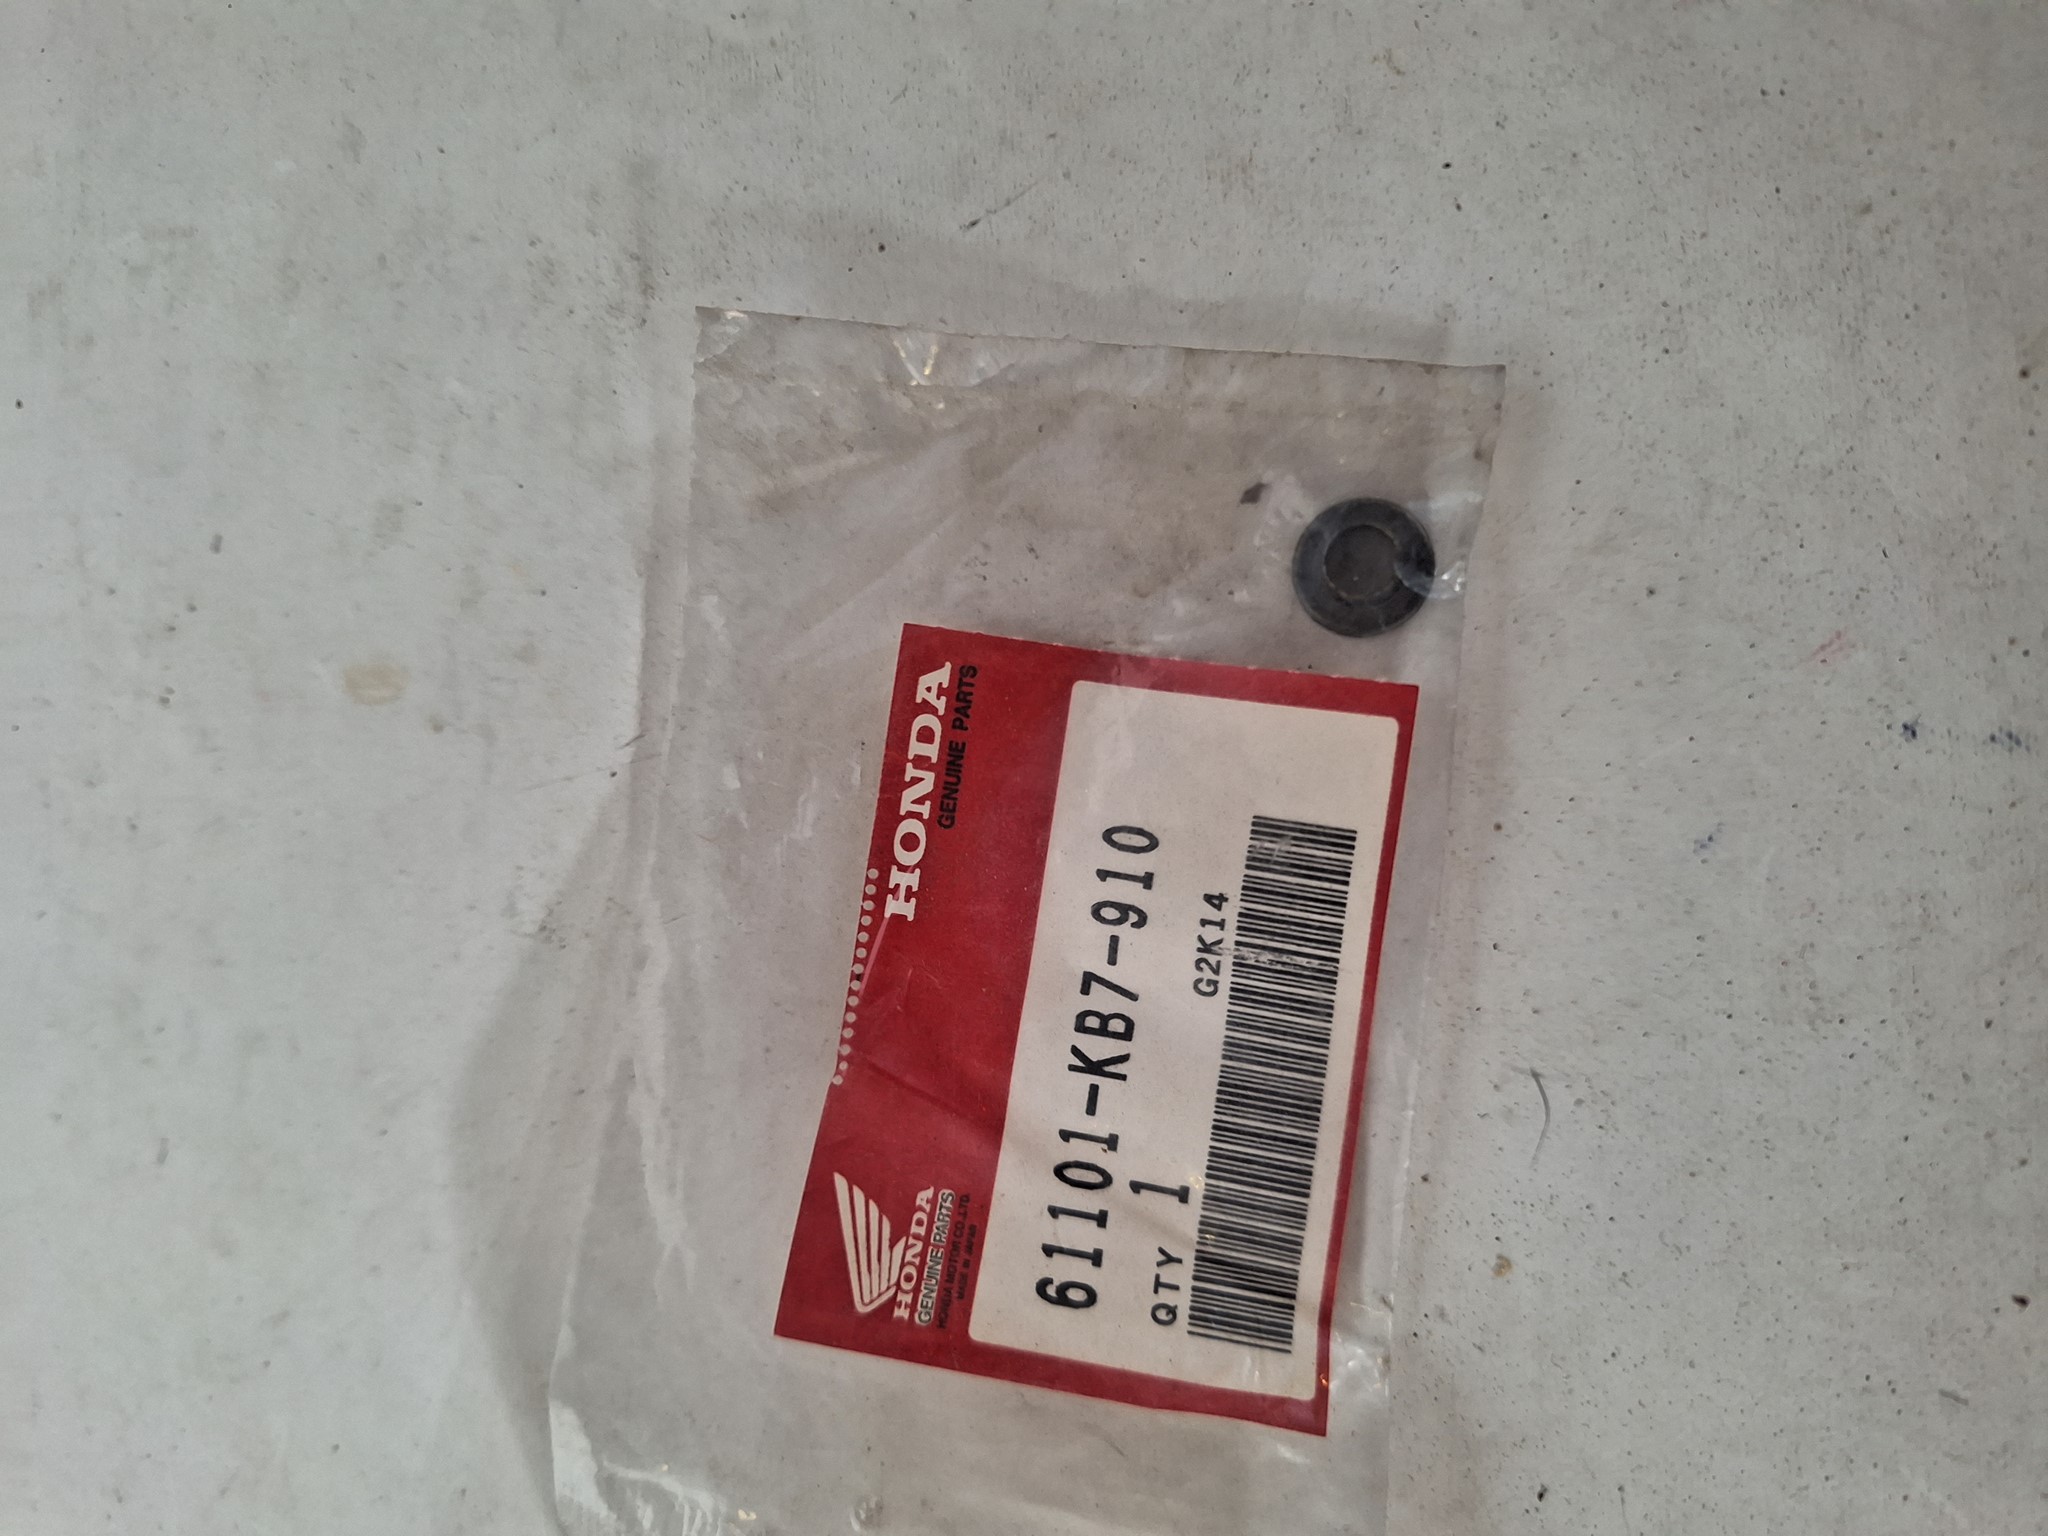 HONDA
GENUINE PARTS
HONDA
GENUINE PARTS
HONDA MOTOR CO.,LTD.
MADE IN JAPAN
61101-KB7-910
QTY 1
G2K14